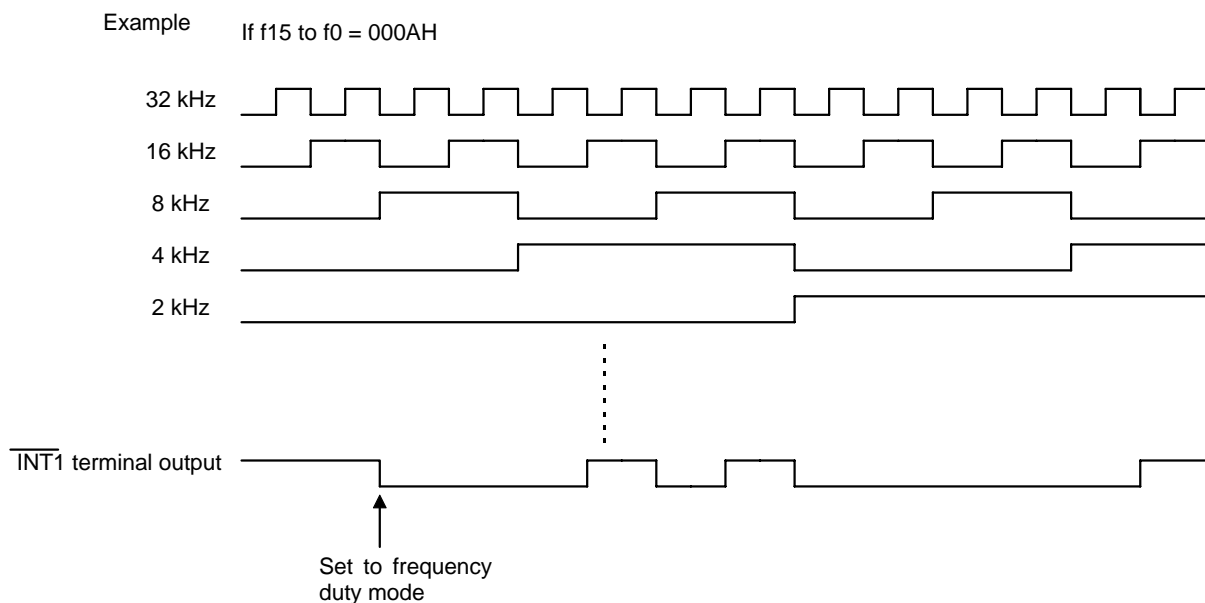 Example
If f15 to f0 = 000AH
32 kHz
16 kHz
8 kHz
4 kHz
2 kHz
INT1 terminal output
Set to frequency
duty mode